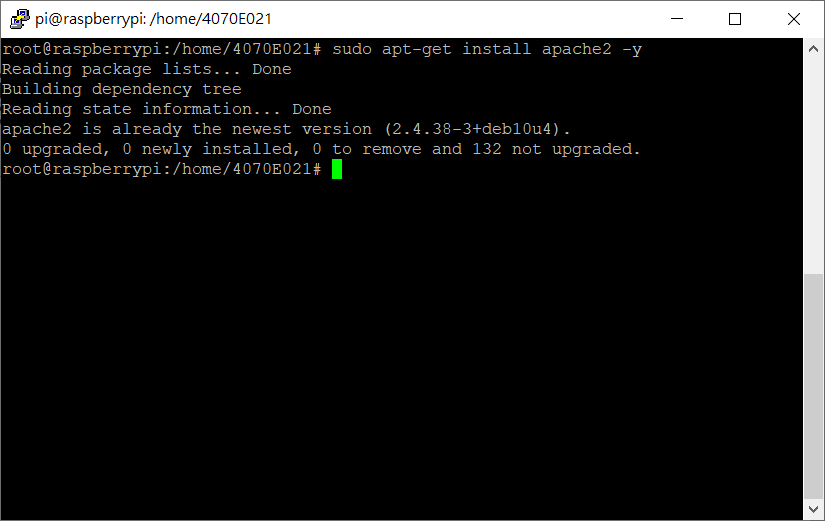 pi@raspberrypi: /home/4070E021
root@raspberrypi:/home/4070E021# sudo apt-get install apache2 -y
Reading package lists... Done
Building dependency tree
Reading state information... Done
apache2 is already the newest version (2.4.38-3+deb10u4).
0 upgraded, 0 newly installed, 0 to remove and 132 not upgraded.
root@raspberrypi:/home/4070E021#